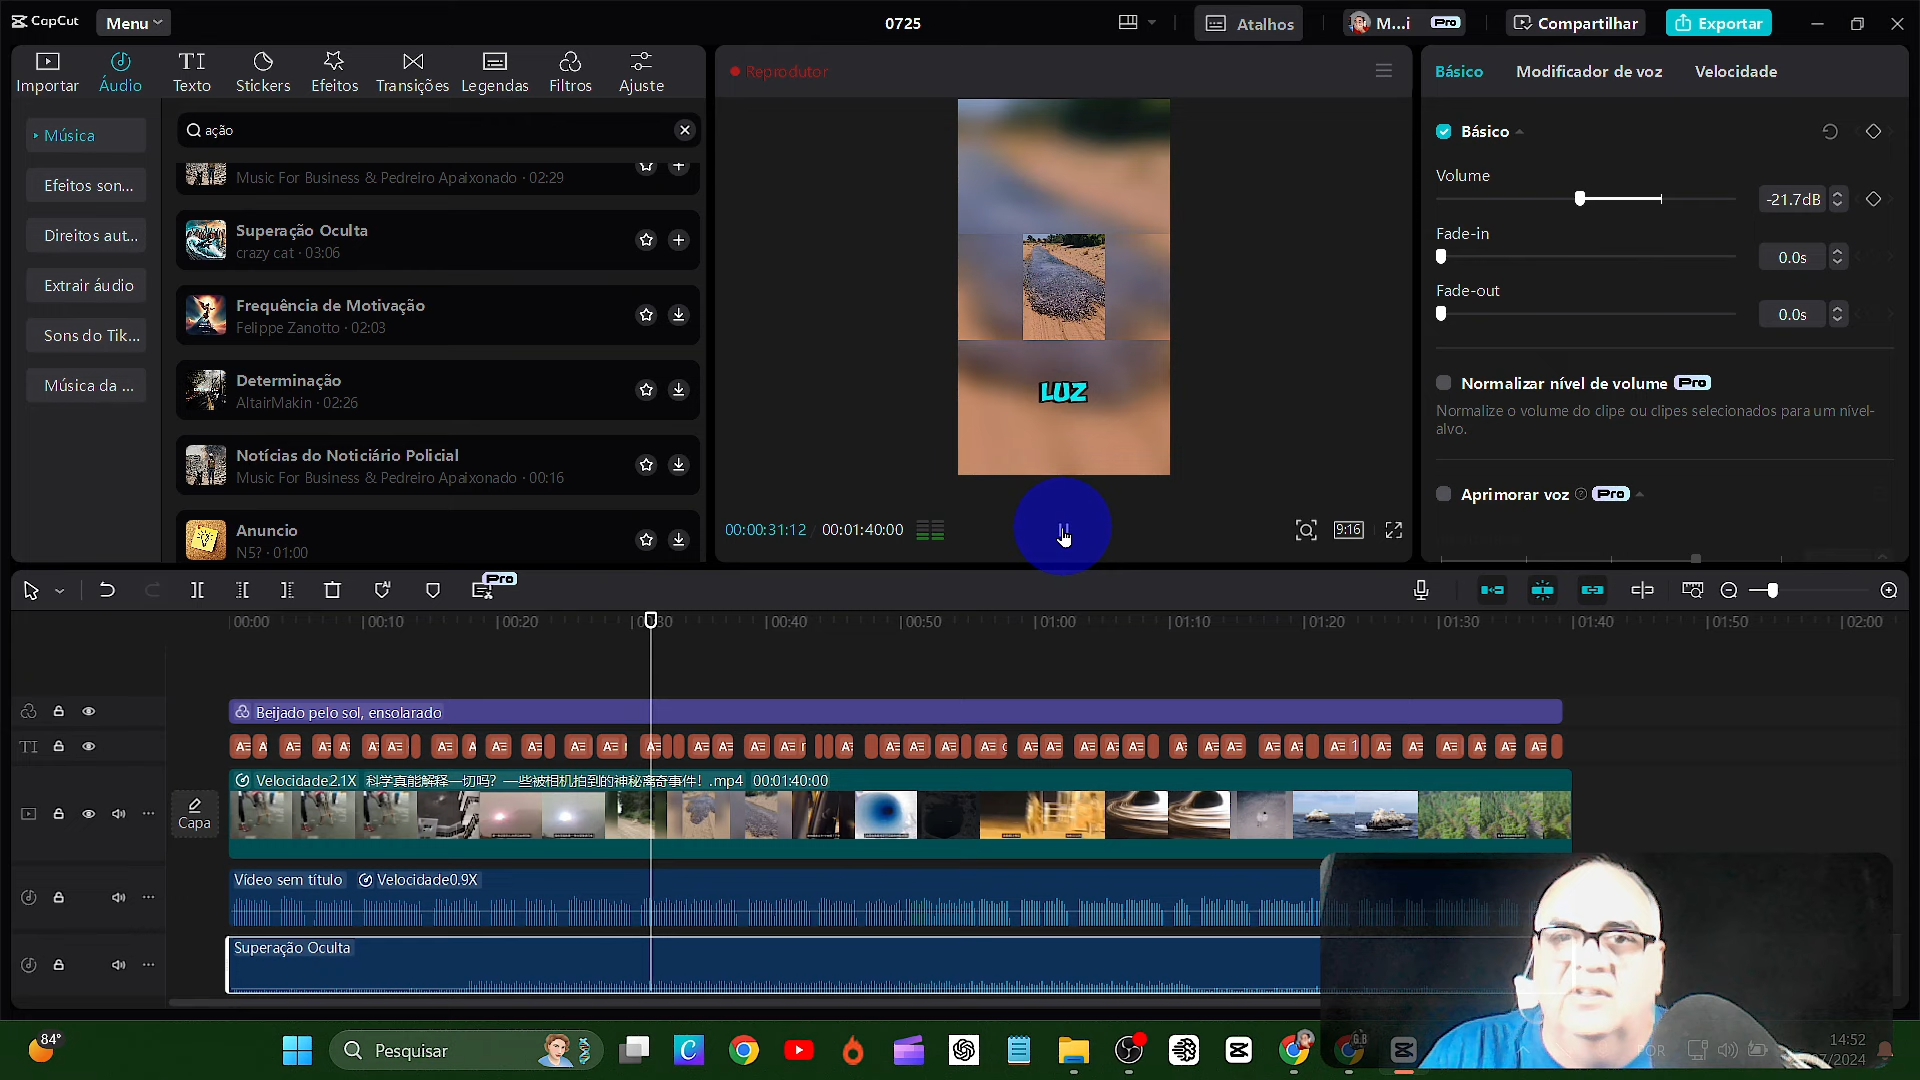 CapCut
Menu
0725
Atalhos
M...i
Pro
Compartilhar
Exportar
Importar
Áudio
Texto
Stickers
Efeitos
Transições
Legendas
Filtros
Ajuste
Reprodutor
Básico
Modificador de voz
Velocidade
Música
Efeitos son...
Direitos aut...
Extrair áudio
Sons do Tik...
Música da ...
ação
Music For Business & Pedreiro Apaixonado · 02:29
Superação Oculta
crazy cat · 03:06
Frequência de Motivação
Felippe Zanotto · 02:03
Determinação
AltairMakin · 02:26
Notícias do Noticiário Policial
Music For Business & Pedreiro Apaixonado · 00:16
Anuncio
N5? · 01:00
LUZ
00:00:31:12
00:01:40:00
9:16
Básico
Volume
-21.7dB
Fade-in
0.0s
Fade-out
0.0s
Normalizar nível de volume
Pro
Normalize o volume do clipe ou clipes selecionados para um nível-
alvo.
Aprimorar voz
Pro
Pro
00:00
00:10
00:20
00:40
00:50
01:00
01:10
01:20
01:30
01:40
01:50
02:00
Beijado pelo sol, ensolarado
Velocidade2.1X 科学真能解释一切吗？一些被相机拍到的神秘离奇事件！.mp4 00:01:40:00
Capa
Vídeo sem título
Velocidade0.9X
Superação Oculta
84°
Pesquisar
G.B
POR
14:52
/07/2024